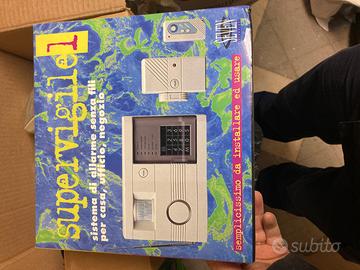 supervigile 1
sistema di allarme senza fili
per casa, ufficio, negozio
semplicissimo da installare ed usare
subito